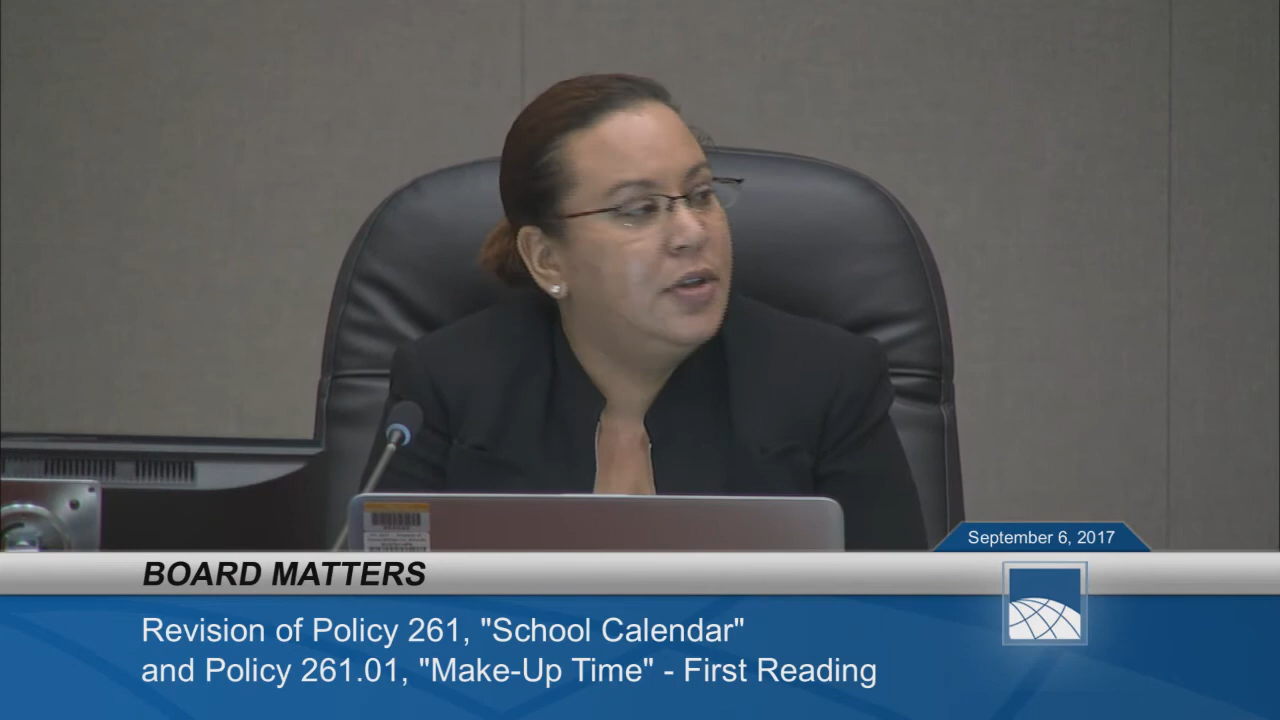 September 6, 2017
BOARD MATTERS
Revision of Policy 261, "School Calendar"
and Policy 261.01, "Make-Up Time" - First Reading